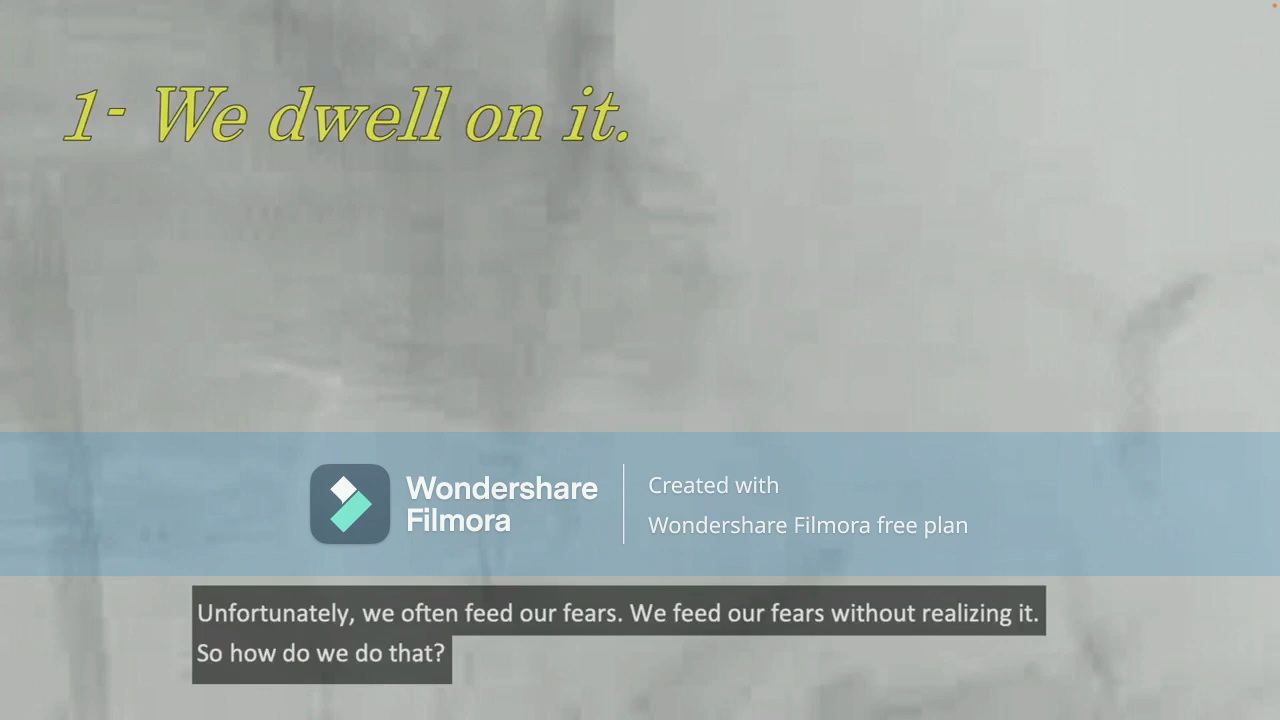 1- We dwell on it.
Wondershare
Filmora
Created with
Wondershare Filmora free plan
Unfortunately, we often feed our fears. We feed our fears without realizing it.
So how do we do that?